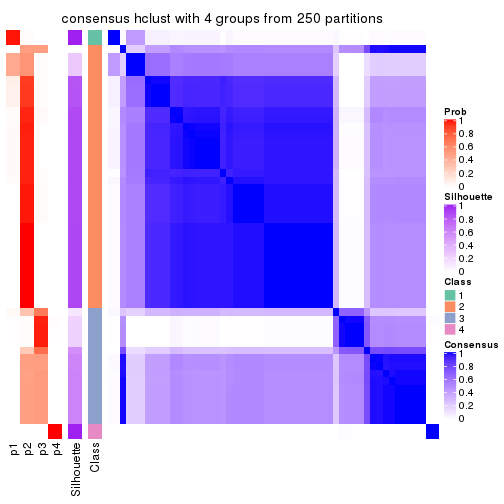 consensus hclust with 4 groups from 250 partitions
Prob
1
0.8
0.6
0.4
0.2
0
Silhouette
1
0.8
0.6
0.4
0.2
0
Class
1
2
3
4
Consensus
1
0.8
0.6
0.4
0.2
0
p1
p2
p3
p4
Silhouette
Class